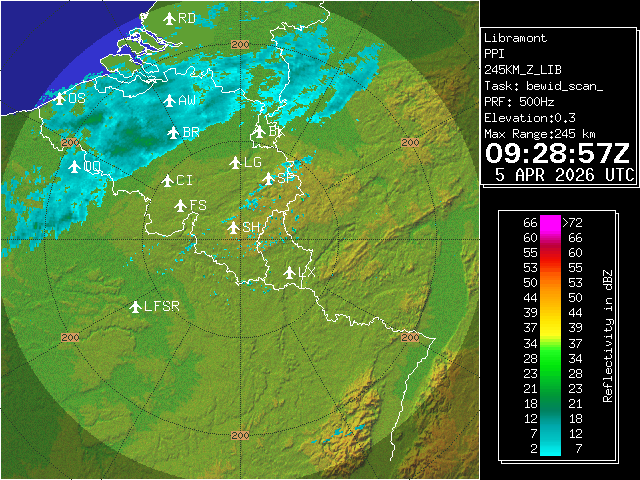 RD
200
OS
AW
BR
BK
200
200
OO
LG
CI
SP
FS
SH
LX
LFSR
200
200
200
Libramont
PPI
245KM_Z_LIB
Task: bewid_scan_
PRF: 500Hz
Elevation:0.3
Max Range:245 km
09:28:57Z
5 APR 2026 UTC
66 >72
60 66
55 60
53 55
50 53
44 50
39 44
37 39
34 37
28 34
23 28
21 23
18 21
12 18
7 12
2 7
Reflectivity in dBZ